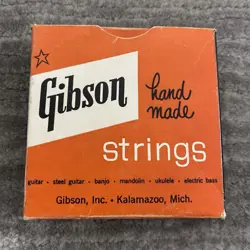 Gibson
hand
made
strings
guitar • steel guitar • banjo • mandolin • ukulele • electric bass
Gibson, Inc. • Kalamazoo, Mich.